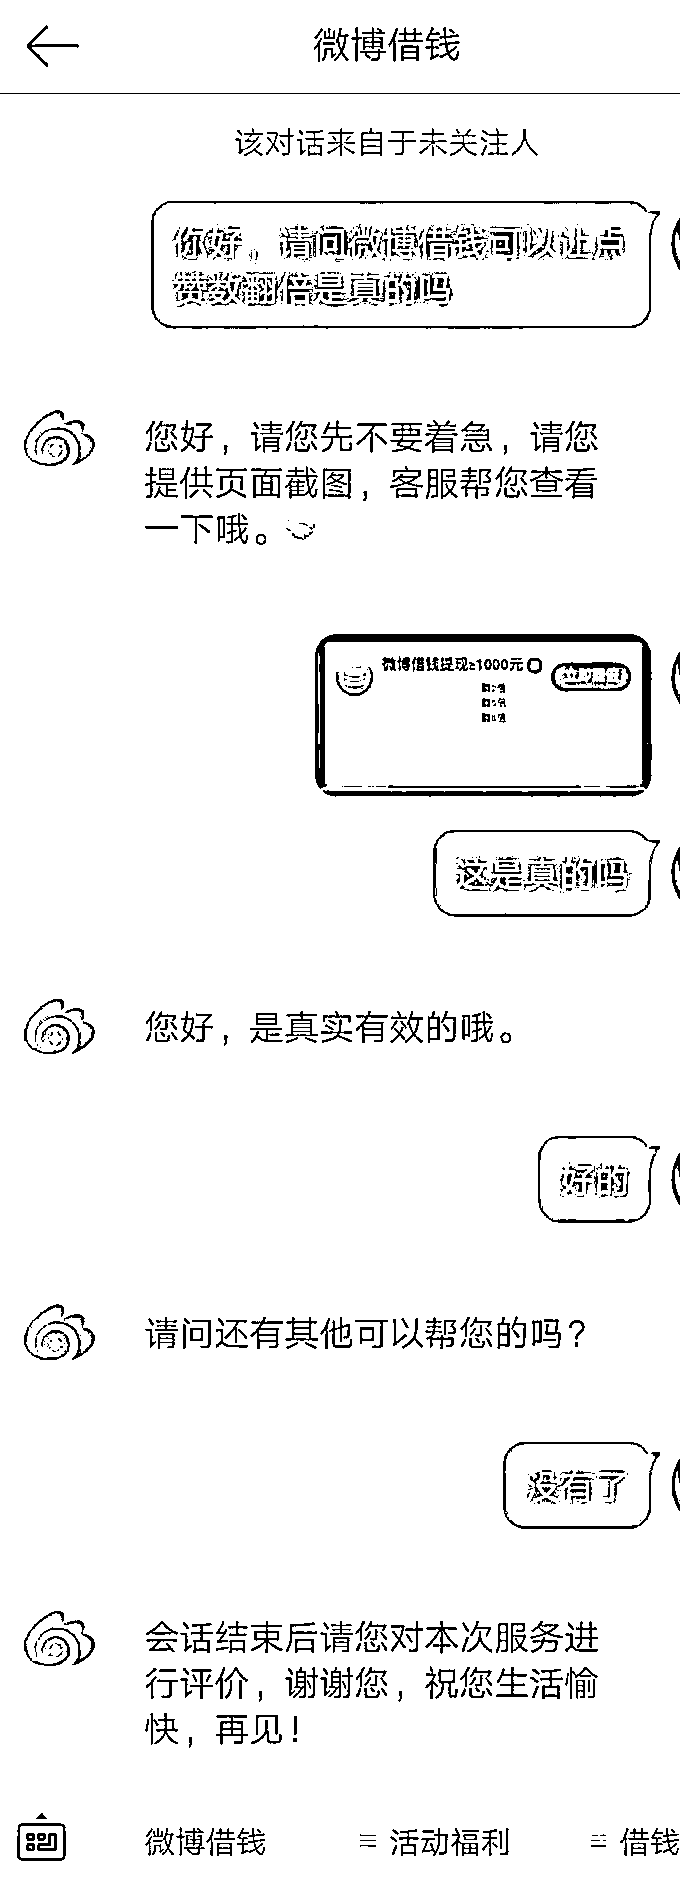 微博借钱
该对话来自于未关注人
你好，请问微博借钱可以让点
赞数翻倍是真的吗
您好，请您先不要着急，请您
提供页面截图，客服帮您查看
一下哦。
微博借钱提现≥1000元
这是真的吗
您好，是真实有效的哦。
好的
请问还有其他可以帮您的吗？
没有了
会话结束后请您对本次服务进
行评价，谢谢您，祝您生活愉
快，再见！
微博借钱
活动福利
借钱